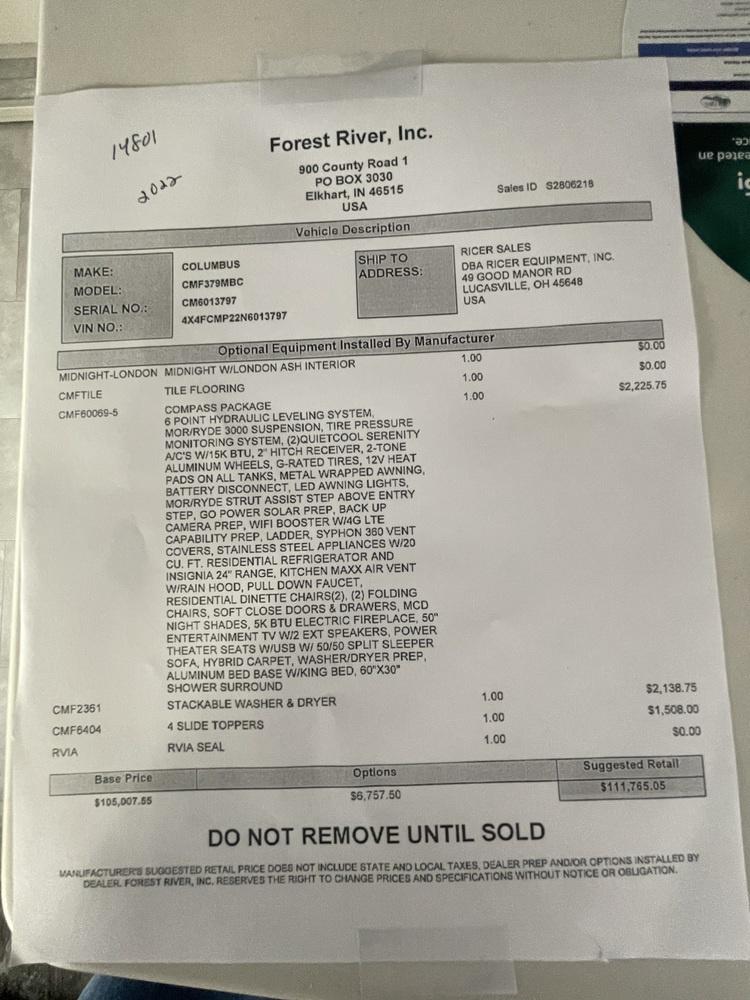 14801
2022
Forest River, Inc.
900 County Road 1
PO BOX 3030
Elkhart, IN 46515
USA
Sales ID S2806218
Vehicle Description
MAKE: COLUMBUS
MODEL: CMF379MBC
SERIAL NO.: CM6013797
VIN NO.: 4X4FCMP22N6013797
SHIP TO ADDRESS:
RICER SALES
DBA RICER EQUIPMENT, INC.
49 GOOD MANOR RD
LUCASVILLE, OH 45648
USA
Optional Equipment Installed By Manufacturer
MIDNIGHT-LONDON MIDNIGHT W/LONDON ASH INTERIOR 1.00 $0.00
CMFTILE TILE FLOORING 1.00 $0.00
CMF60069-5 COMPASS PACKAGE 1.00 $2,225.75
6 POINT HYDRAULIC LEVELING SYSTEM,
MOR/RYDE 3000 SUSPENSION, TIRE PRESSURE
MONITORING SYSTEM, (2)QUIETCOOL SERENITY
A/C'S W/15K BTU, 2" HITCH RECEIVER, 2-TONE
ALUMINUM WHEELS, G-RATED TIRES, 12V HEAT
PADS ON ALL TANKS, METAL WRAPPED AWNING,
BATTERY DISCONNECT, LED AWNING LIGHTS,
MOR/RYDE STRUT ASSIST STEP ABOVE ENTRY
STEP, GO POWER SOLAR PREP, BACK UP
CAMERA PREP, WIFI BOOSTER W/4G LTE
CAPABILITY PREP, LADDER, SYPHON 360 VENT
COVERS, STAINLESS STEEL APPLIANCES W/20
CU. FT. RESIDENTIAL REFRIGERATOR AND
INSIGNIA 24" RANGE, KITCHEN MAXX AIR VENT
W/RAIN HOOD, PULL DOWN FAUCET,
RESIDENTIAL DINETTE CHAIRS(2), (2) FOLDING
CHAIRS, SOFT CLOSE DOORS & DRAWERS, MCD
NIGHT SHADES, 5K BTU ELECTRIC FIREPLACE, 50"
ENTERTAINMENT TV W/2 EXT SPEAKERS, POWER
THEATER SEATS W/USB W/ 50/50 SPLIT SLEEPER
SOFA, HYBRID CARPET, WASHER/DRYER PREP,
ALUMINUM BED BASE W/KING BED, 60"X30"
SHOWER SURROUND
CMF2361 STACKABLE WASHER & DRYER 1.00 $2,138.75
CMF6404 4 SLIDE TOPPERS 1.00 $1,508.00
RVIA RVIA SEAL 1.00 $0.00
Base Price Options Suggested Retail
$105,007.55 $6,757.50 $111,765.05
DO NOT REMOVE UNTIL SOLD
MANUFACTURER'S SUGGESTED RETAIL PRICE DOES NOT INCLUDE STATE AND LOCAL TAXES, DEALER PREP AND/OR OPTIONS INSTALLED BY
DEALER. FOREST RIVER, INC. RESERVES THE RIGHT TO CHANGE PRICES AND SPECIFICATIONS WITHOUT NOTICE OR OBLIGATION.